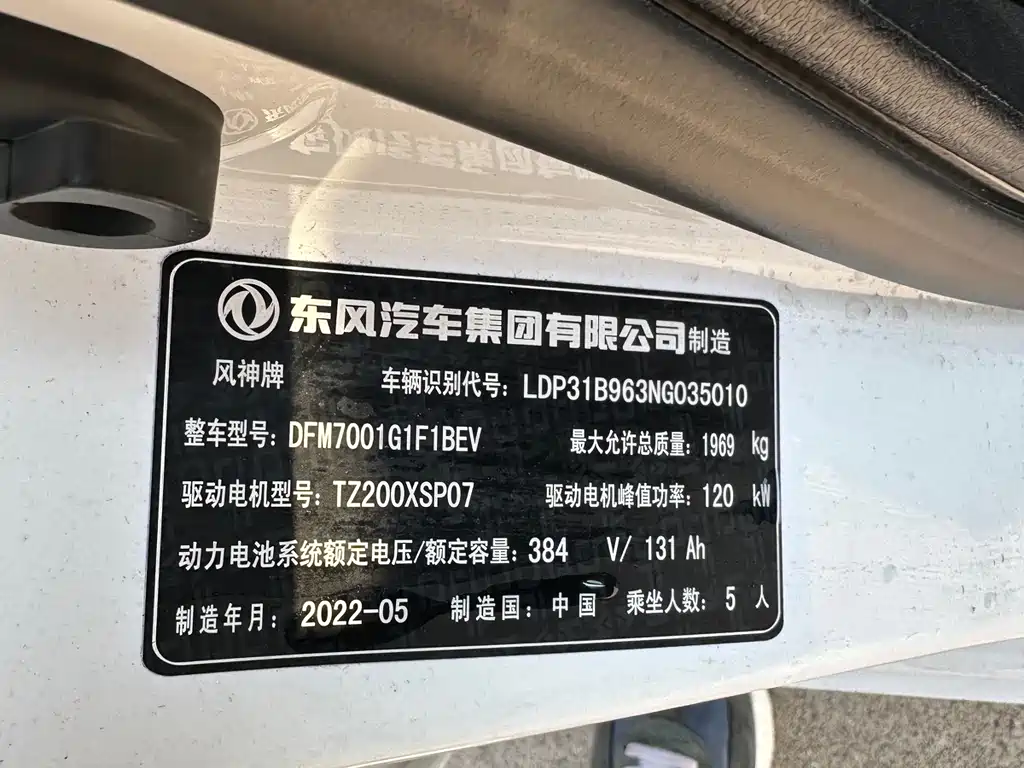 东风汽车集团有限公司制造
风神牌 车辆识别代号：LDP31B963NG035010
整车型号：DFM7001G1F1BEV 最大允许总质量：1969 kg
驱动电机型号：TZ200XSP07 驱动电机峰值功率：120 kW
动力电池系统额定电压/额定容量：384 V/ 131 Ah
制造年月：2022-05 制造国：中国 乘坐人数：5 人